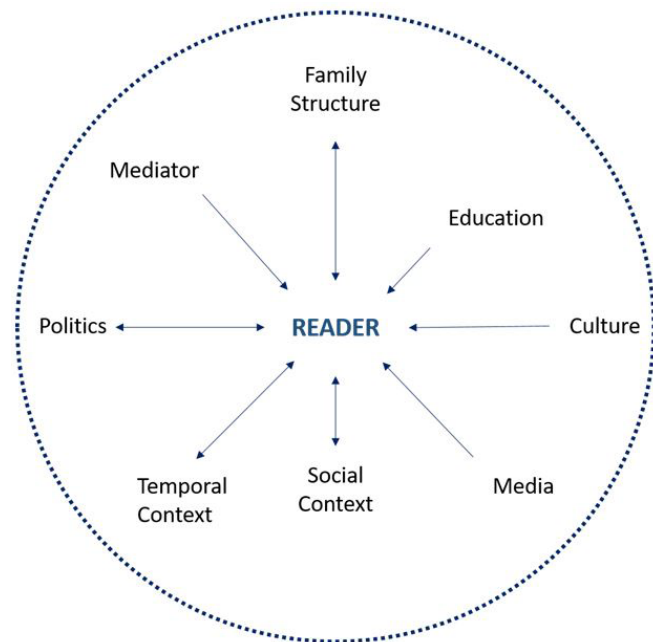 Family
Structure
Mediator
Education
Politics
READER
Culture
Temporal
Context
Social
Context
Media